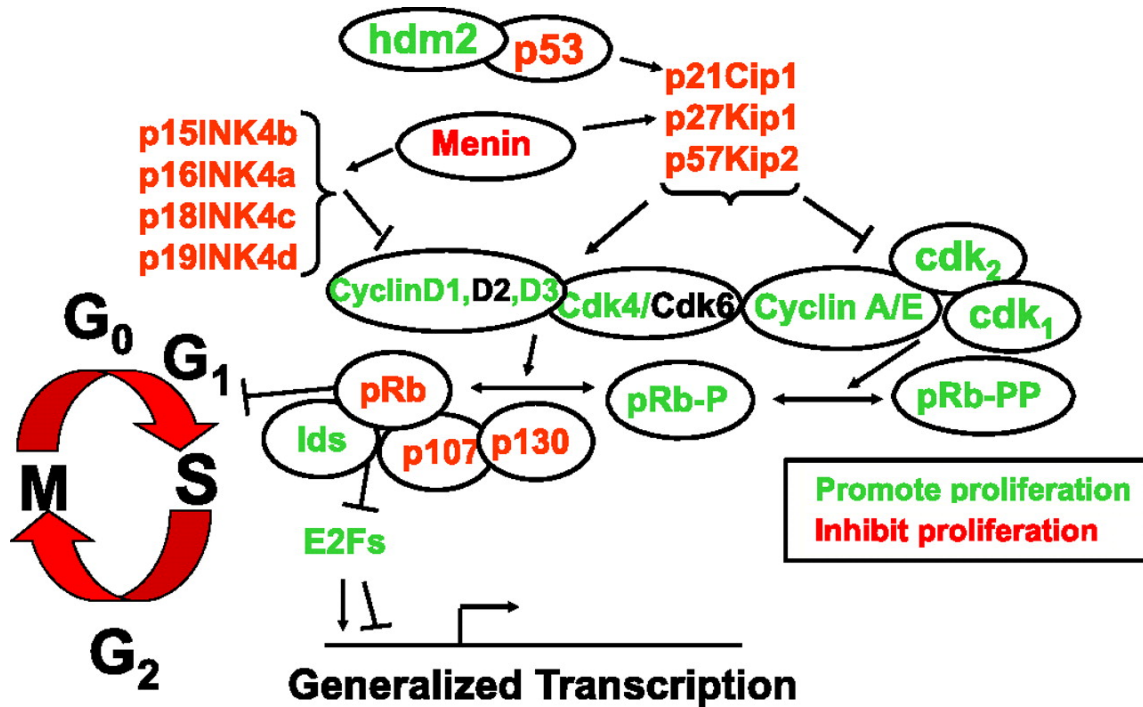 hdm2
p53
p21Cip1
p27Kip1
p57Kip2
Menin
p15INK4b
p16INK4a
p18INK4c
p19INK4d
CyclinD1,D2,D3
Cdk4/Cdk6
Cyclin A/E
cdk2
cdk1
G0
G1
S
G2
M
pRb
Ids
p107
p130
pRb-P
pRb-PP
E2Fs
Promote proliferation
Inhibit proliferation
Generalized Transcription